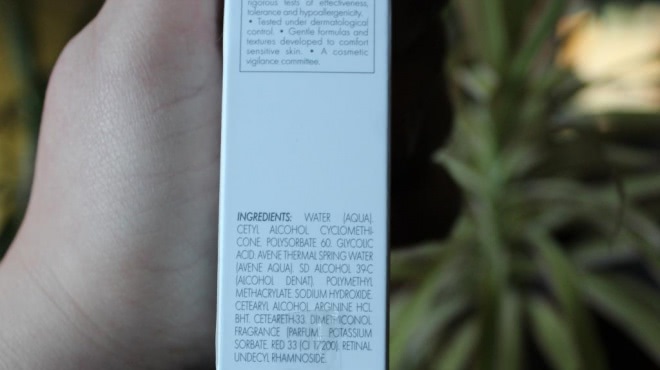 rigorous tests of effectiveness,
tolerance and hypoallergenicity.
• Tested under dermatological
control. • Gentle formulas and
textures developed to comfort
sensitive skin. • A cosmetic
vigilance committee.
INGREDIENTS: WATER (AQUA).
CETYL ALCOHOL. CYCLOMETHI-
CONE. POLYSORBATE 60. GLYCOLIC
ACID. AVENE THERMAL SPRING WATER
(AVENE AQUA). SD ALCOHOL 39-C
(ALCOHOL DENAT). POLYMETHYL
METHACRYLATE. SODIUM HYDROXIDE.
CETEARYL ALCOHOL. ARGININE HCL.
BHT. CETEARETH-33. DIMETHICONOL.
FRAGRANCE (PARFUM). POTASSIUM
SORBATE. RED 33 (CI 17200). RETINAL.
UNDECYL RHAMNOSIDE.